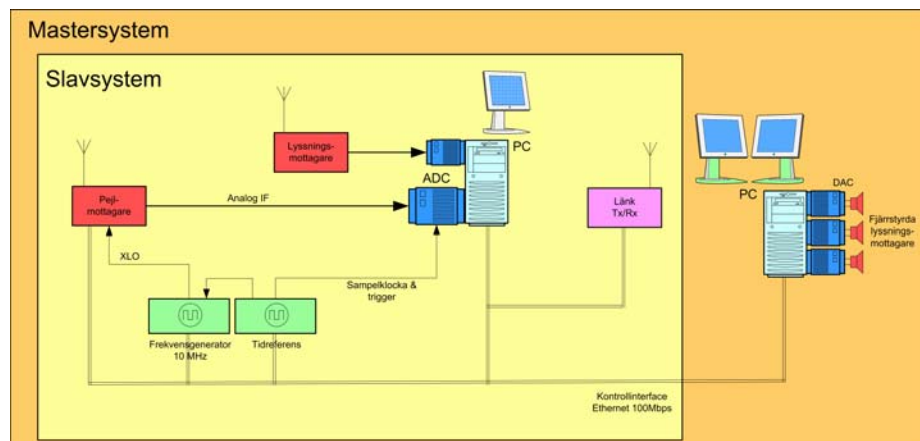 Mastersystem
Slavsystem
Lyssnings-
mottagare
PC
ADC
Pejl-
mottagare
Analog IF
Länk
Tx/Rx
PC
DAC
Fjärrstyrda
lyssnings-
mottagare
XLO
Sampelklocka &
trigger
Frekvensgenerator
10 MHz
Tidreferens
Kontrollinterface
Ethernet 100Mbps